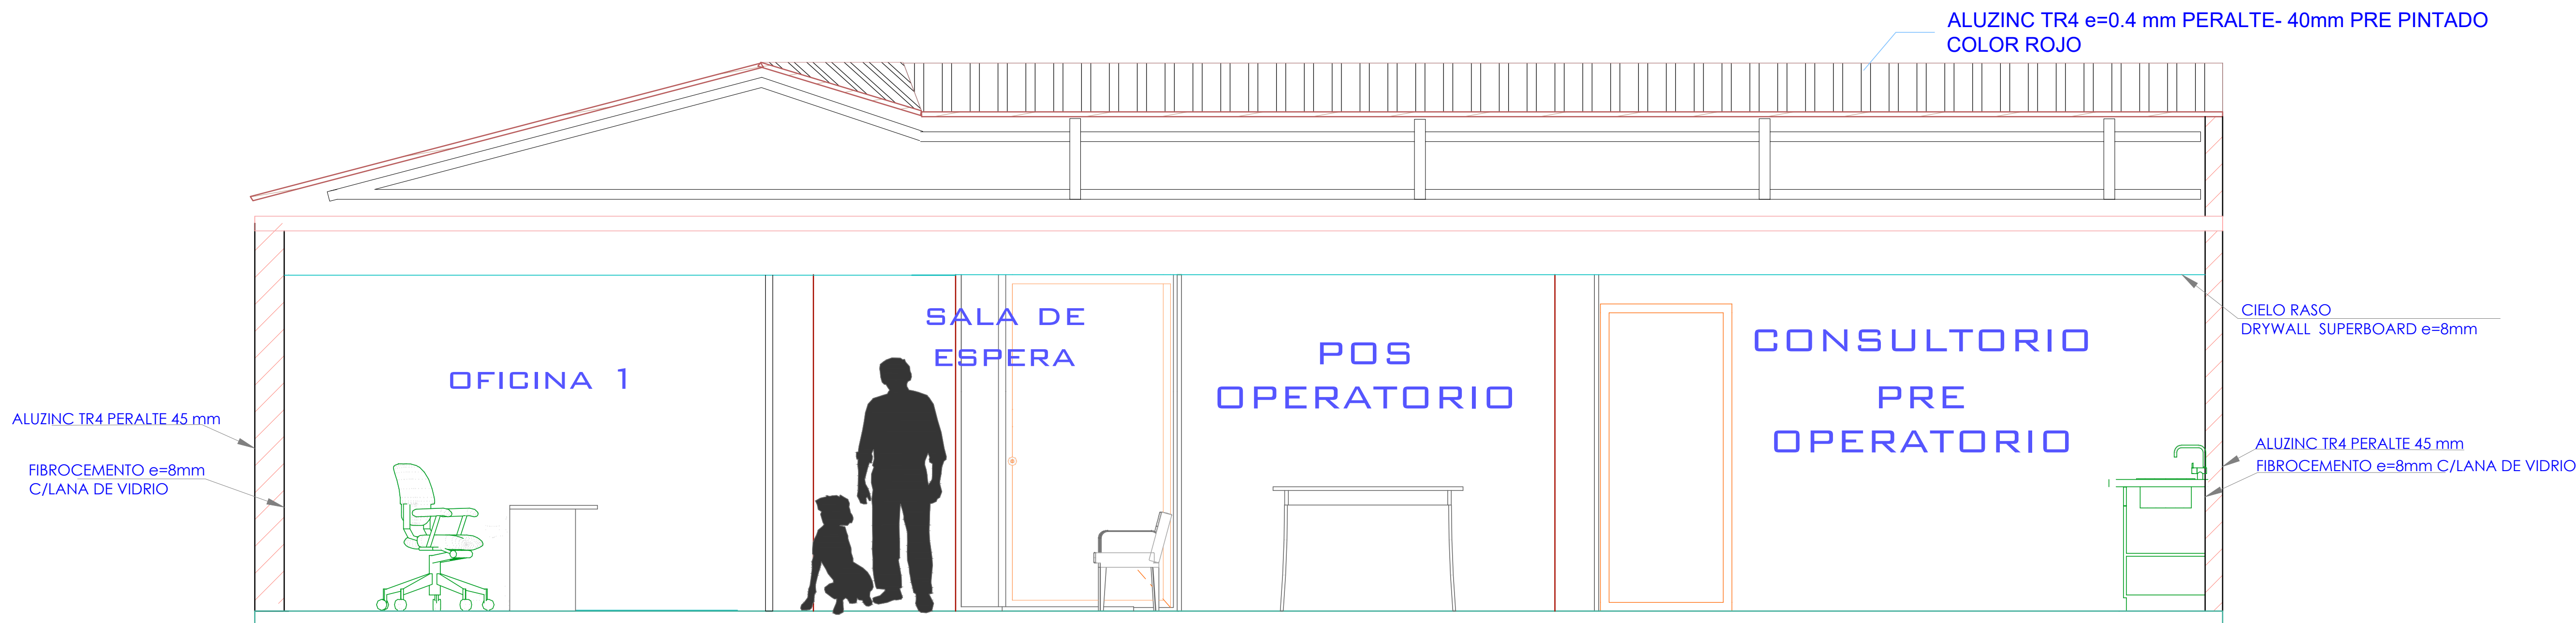 ALUZINC TR4 e=0.4 mm PERALTE- 40mm PRE PINTADO
COLOR ROJO
CIELO RASO
DRYWALL SUPERBOARD e=8mm
SALA DE
ESPERA
OFICINA 1
POS
OPERATORIO
CONSULTORIO
PRE
OPERATORIO
ALUZINC TR4 PERALTE 45 mm
FIBROCEMENTO e=8mm
C/LANA DE VIDRIO
ALUZINC TR4 PERALTE 45 mm
FIBROCEMENTO e=8mm C/LANA DE VIDRIO